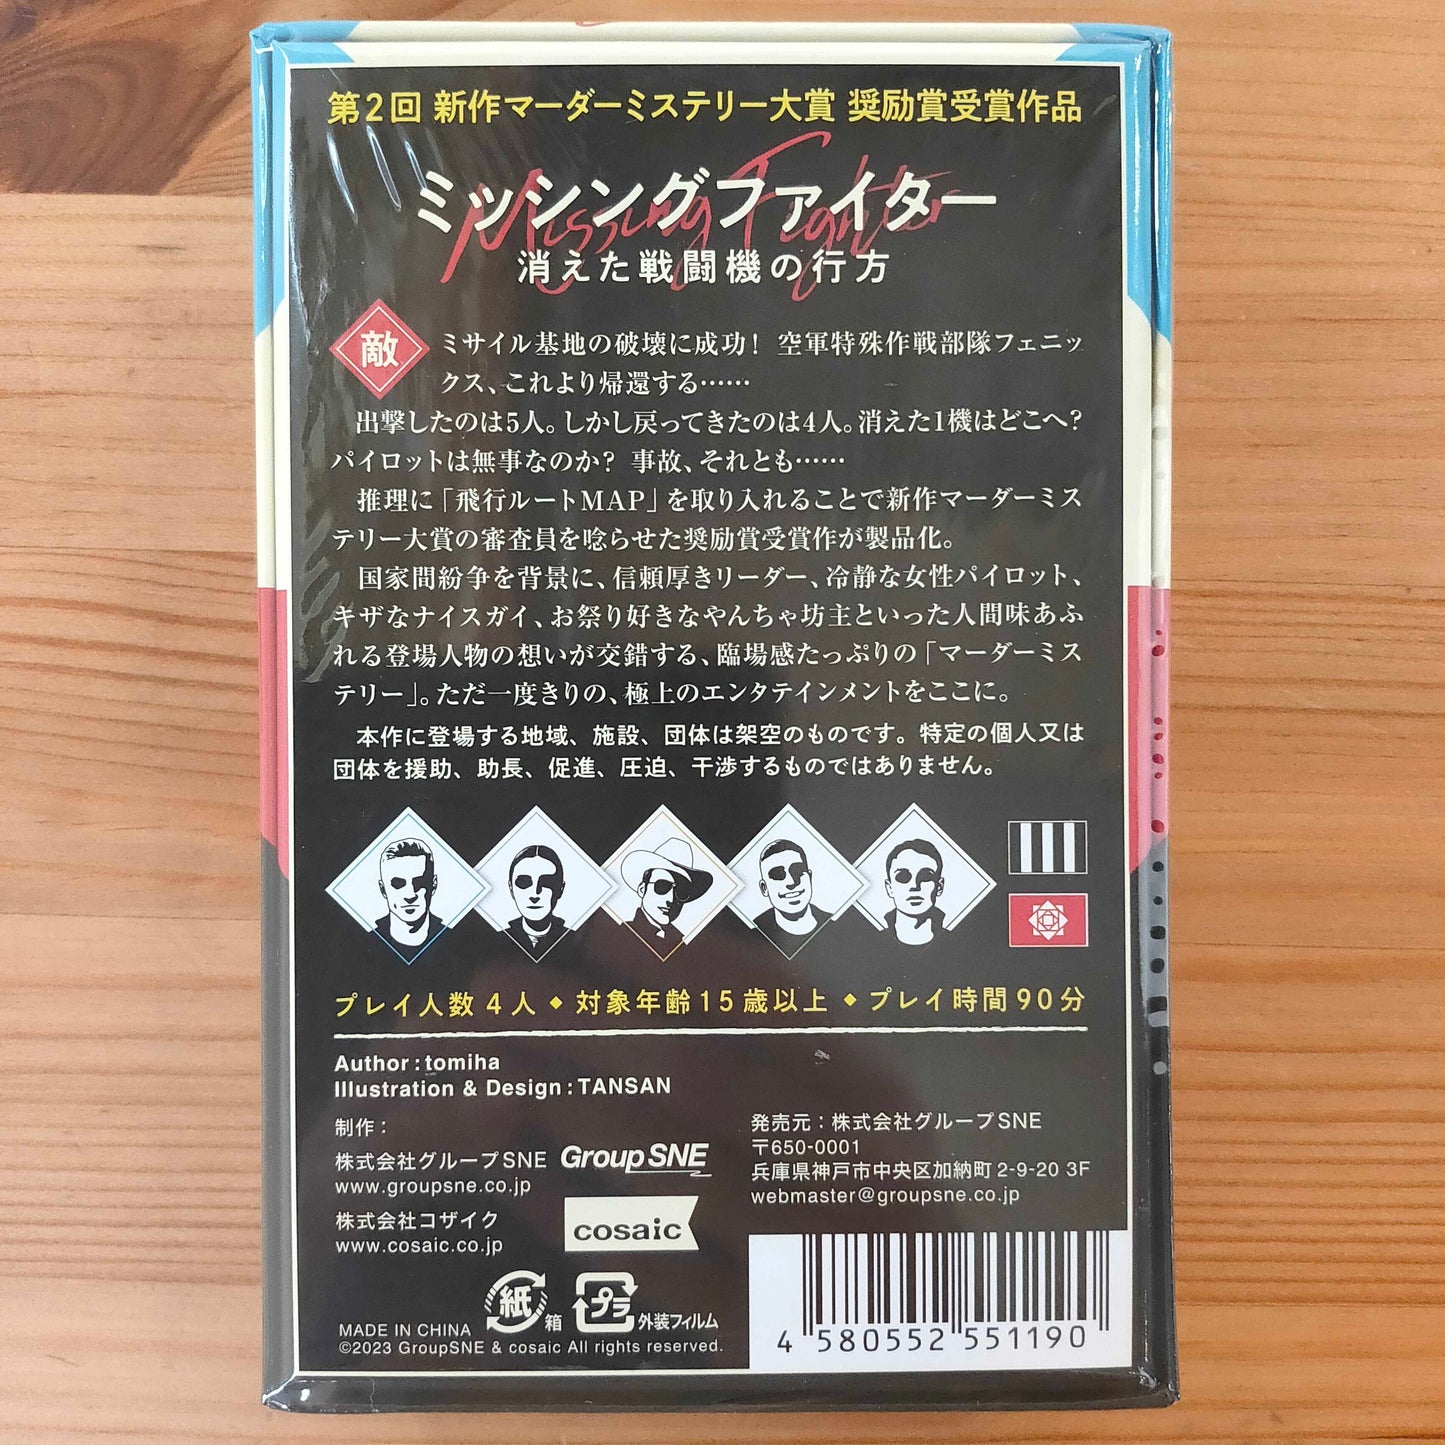 第2回 新作マーダーミステリー大賞 奨励賞受賞作品
Missing Fighter
ミッシングファイター
消えた戦闘機の行方
敵
ミサイル基地の破壊に成功！ 空軍特殊作戦部隊フェニッ
クス、これより帰還する……
出撃したのは5人。しかし戻ってきたのは4人。消えた1機はどこへ？
パイロットは無事なのか？ 事故、それとも……
推理に「飛行ルートMAP」を取り入れることで新作マーダーミス
テリー大賞の審査員を唸らせた奨励賞受賞作が製品化。
国家間紛争を背景に、信頼厚きリーダー、冷静な女性パイロット、
キザなナイスガイ、お祭り好きなやんちゃ坊主といった人間味あふ
れる登場人物の想いが交錯する、臨場感たっぷりの「マーダーミス
テリー」。ただ一度きりの、極上のエンタテインメントをここに。
本作に登場する地域、施設、団体は架空のものです。特定の個人又は
団体を援助、助長、促進、圧迫、干渉するものではありません。
プレイ人数4人◆対象年齢15歳以上◆プレイ時間90分
Author : tomiha
Illustration & Design : TANSAN
制作：
株式会社グループSNE GroupSNE
www.groupsne.co.jp
株式会社コザイク
www.cosaic.co.jp
cosaic
発売元：株式会社グループSNE
〒650-0001
兵庫県神戸市中央区加納町2-9-20 3F
webmaster@groupsne.co.jp
紙 箱 プラ 外装フィルム
MADE IN CHINA
©2023 GroupSNE & cosaic All rights reserved.
4 580552 551190